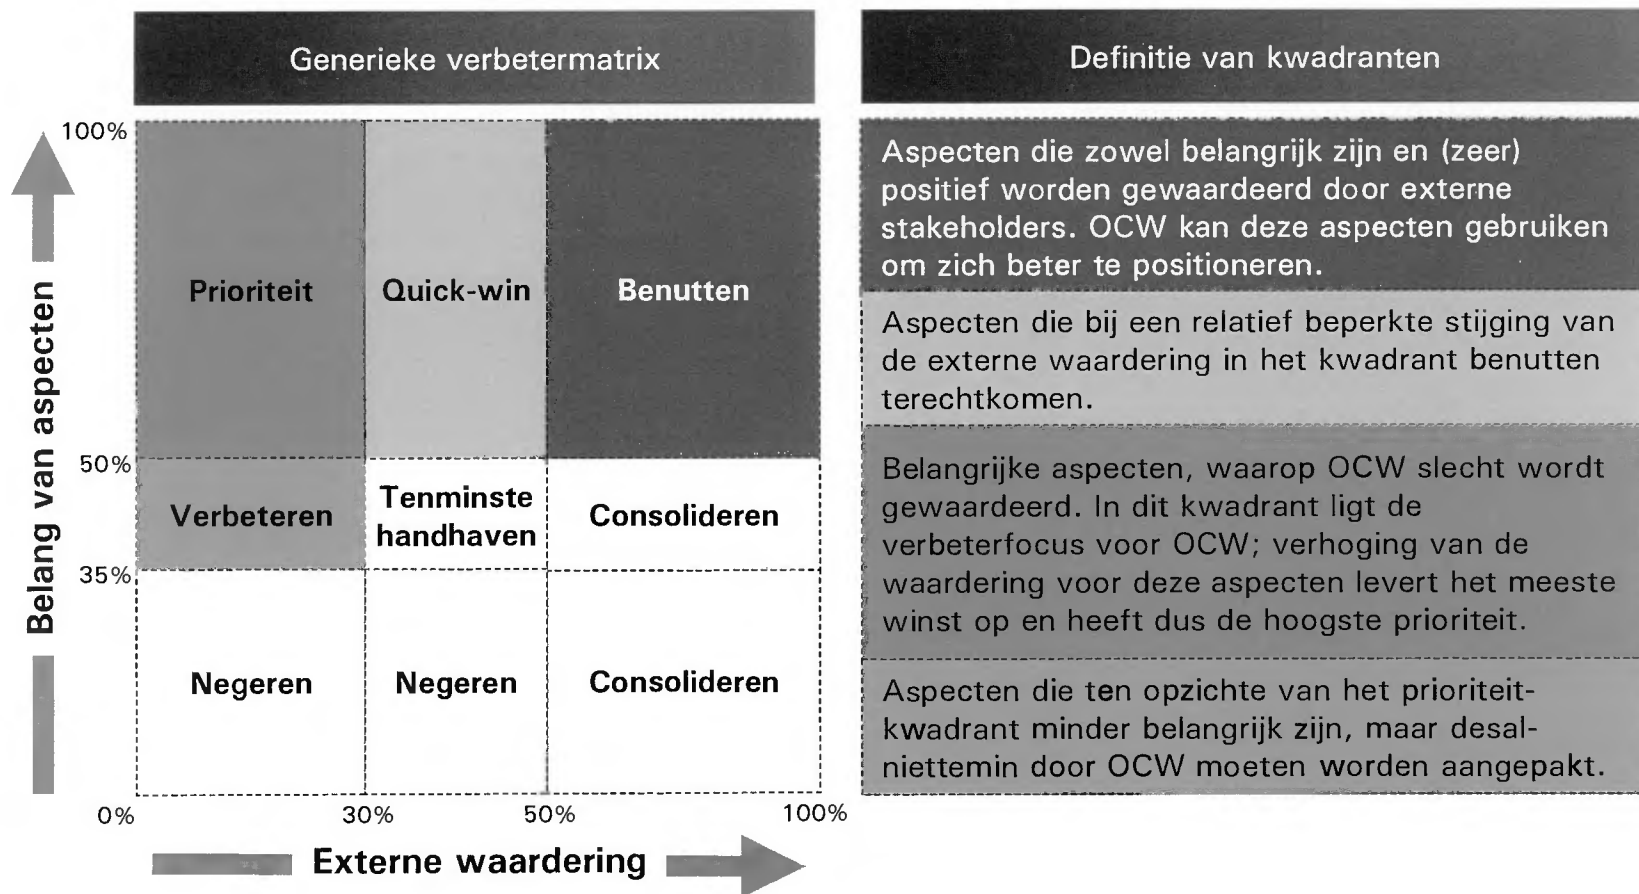 Generieke verbetermatrix
100%
Prioriteit
Quick-win
Benutten
50%
Verbeteren
Tenminste
handhaven
Consolideren
35%
Negeren
Negeren
Consolideren
0%
30%
50%
100%
Belang van aspecten
Externe waardering
Definitie van kwadranten
Aspecten die zowel belangrijk zijn en (zeer)
positief worden gewaardeerd door externe
stakeholders. OCW kan deze aspecten gebruiken
om zich beter te positioneren.
Aspecten die bij een relatief beperkte stijging van
de externe waardering in het kwadrant benutten
terechtkomen.
Belangrijke aspecten, waarop OCW slecht wordt
gewaardeerd. In dit kwadrant ligt de
verbeterfocus voor OCW; verhoging van de
waardering voor deze aspecten levert het meeste
winst op en heeft dus de hoogste prioriteit.
Aspecten die ten opzichte van het prioriteit-
kwadrant minder belangrijk zijn, maar desal-
niettemin door OCW moeten worden aangepakt.